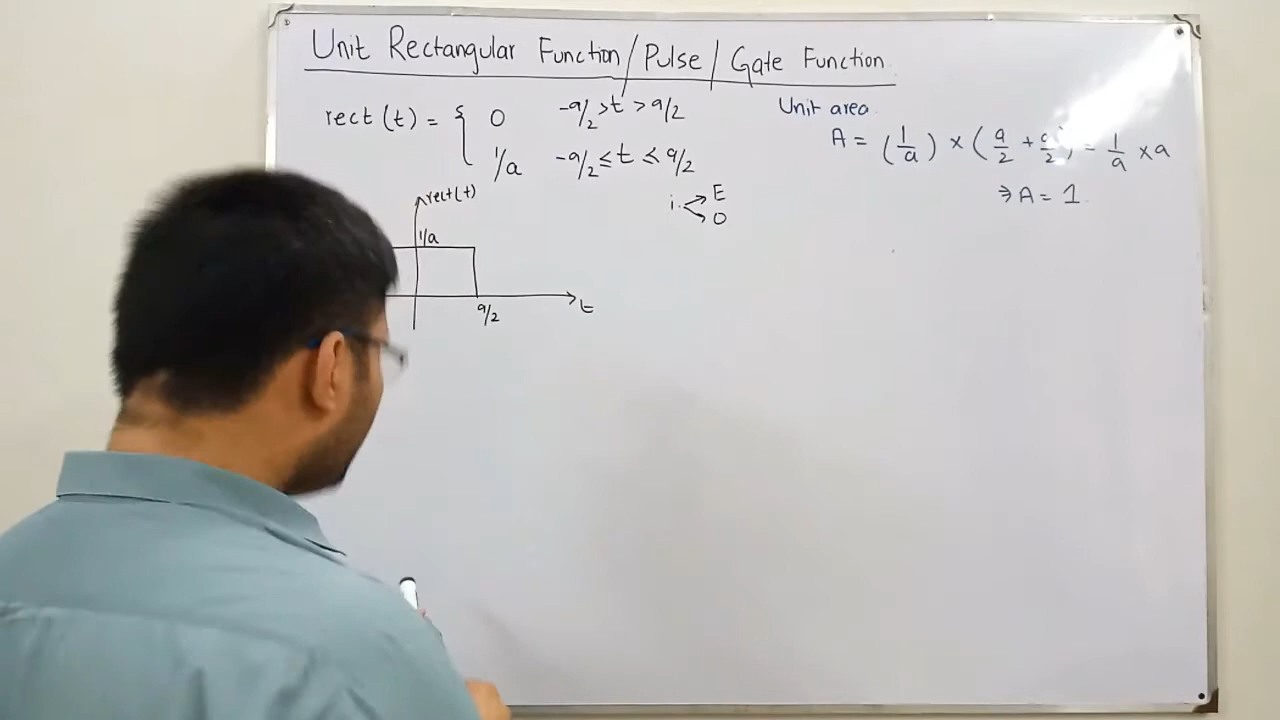 Unit Rectangular Function/Pulse/Gate Function
rect(t) = { 0 -a/2 > t > a/2
1/a -a/2 ≤ t ≤ a/2
Unit area
A = (1/a) × (a/2 + a/2) = 1/a × a
⇒ A = 1
i. E
O
rect(t)
1/a
a/2
t